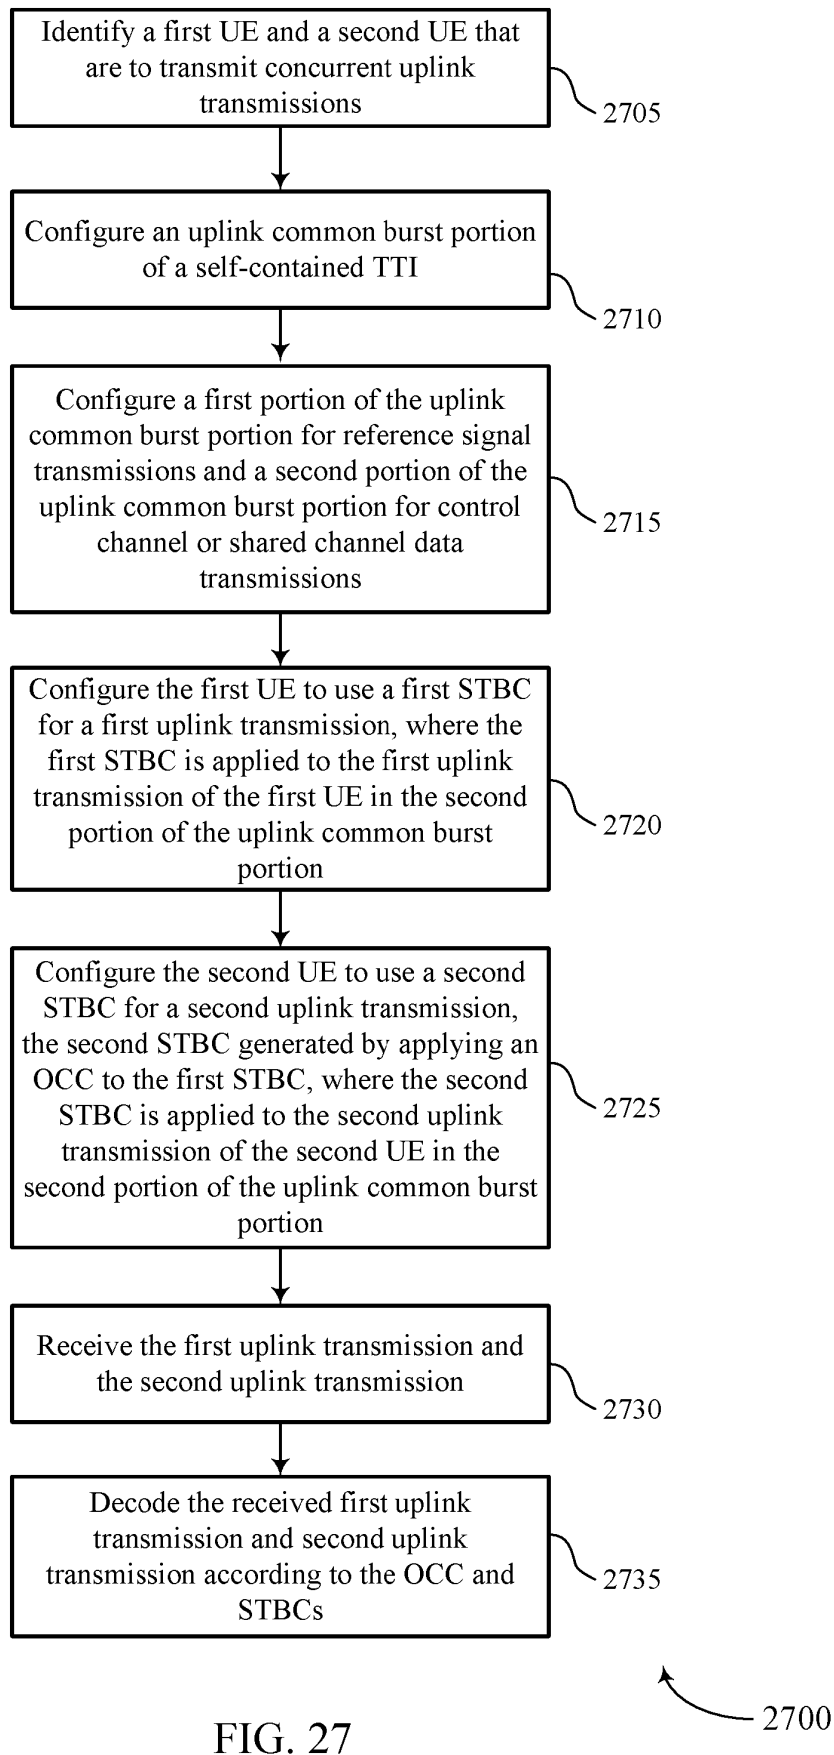 Identify a first UE and a second UE that
are to transmit concurrent uplink
transmissions
2705
Configure an uplink common burst portion
of a self-contained TTI
2710
Configure a first portion of the uplink
common burst portion for reference signal
transmissions and a second portion of the
uplink common burst portion for control
channel or shared channel data
transmissions
2715
Configure the first UE to use a first STBC
for a first uplink transmission, where the
first STBC is applied to the first uplink
transmission of the first UE in the second
portion of the uplink common burst
portion
2720
Configure the second UE to use a second
STBC for a second uplink transmission,
the second STBC generated by applying an
OCC to the first STBC, where the second
STBC is applied to the second uplink
transmission of the second UE in the
second portion of the uplink common burst
portion
2725
Receive the first uplink transmission and
the second uplink transmission
2730
Decode the received first uplink
transmission and second uplink
transmission according to the OCC and
STBCs
2735
2700
FIG. 27